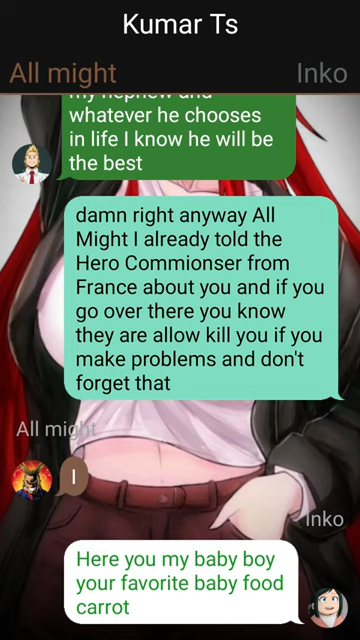 Kumar Ts
All might Inko
my nephew and
whatever he chooses
in life I know he will be
the best
damn right anyway All
Might I already told the
Hero Commionser from
France about you and if you
go over there you know
they are allow kill you if you
make problems and don't
forget that
All might
I
Inko
Here you my baby boy
your favorite baby food
carrot